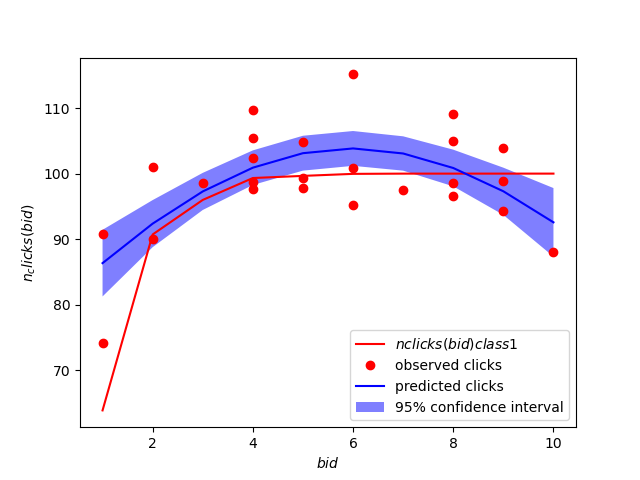 110
100
90
80
70
n_clicks(bid)
nclicks(bid)class1
observed clicks
predicted clicks
95% confidence interval
2
4
6
8
10
bid